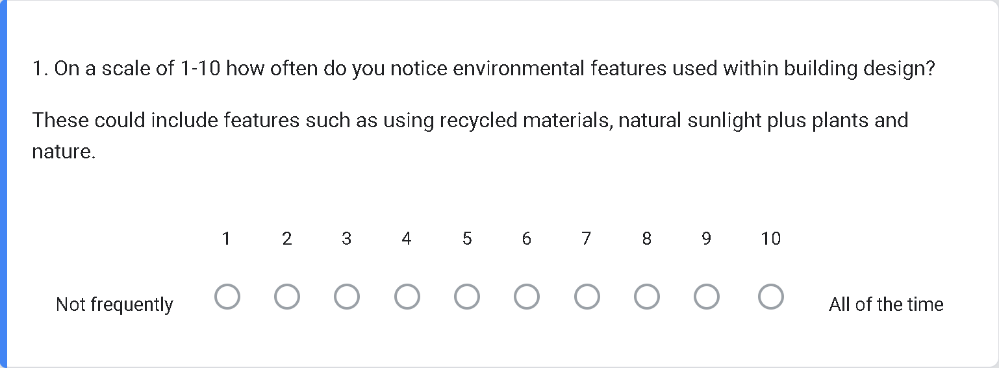 1. On a scale of 1-10 how often do you notice environmental features used within building design?
These could include features such as using recycled materials, natural sunlight plus plants and
nature.
1 2 3 4 5 6 7 8 9 10
Not frequently All of the time